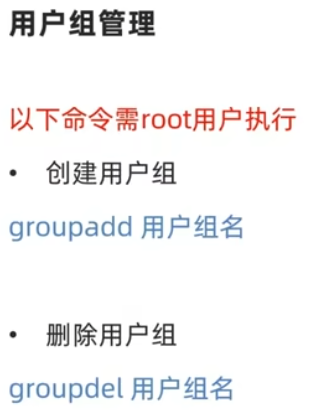 用户组管理
以下命令需root用户执行
• 创建用户组
groupadd 用户组名
• 删除用户组
groupdel 用户组名